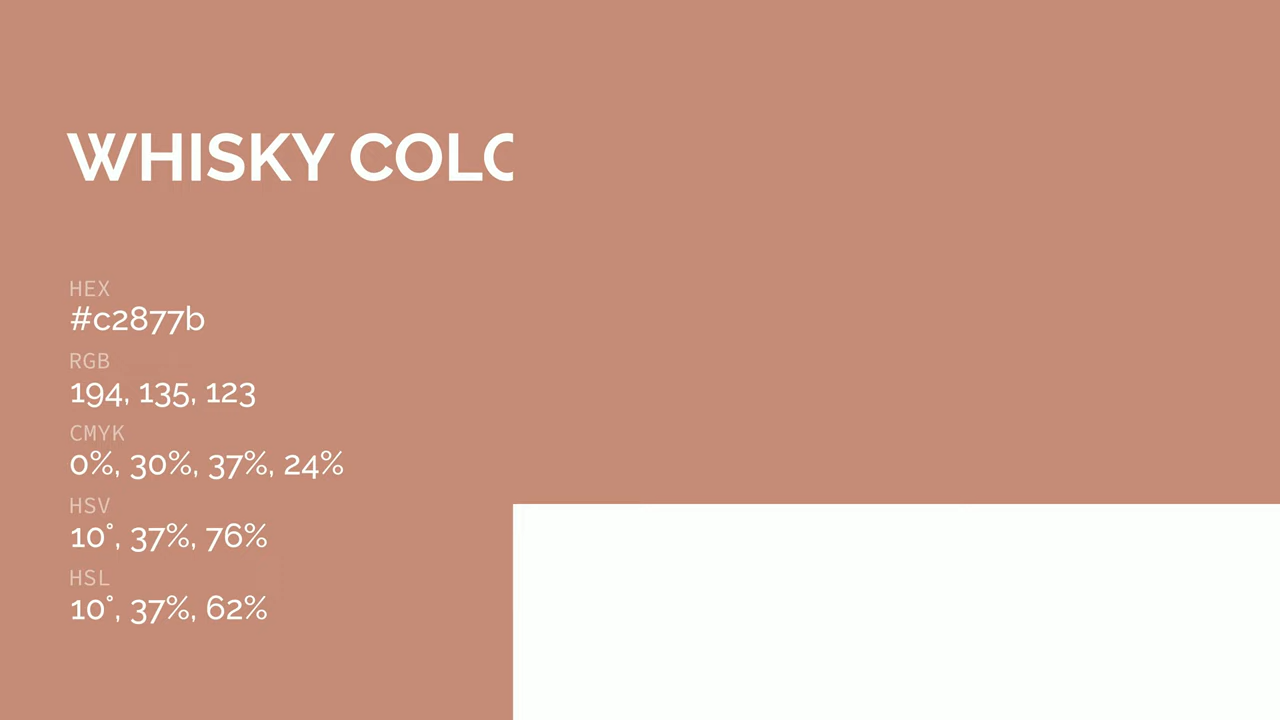 WHISKY COLO
HEX
#c2877b
RGB
194, 135, 123
CMYK
0%, 30%, 37%, 24%
HSV
10°, 37%, 76%
HSL
10°, 37%, 62%